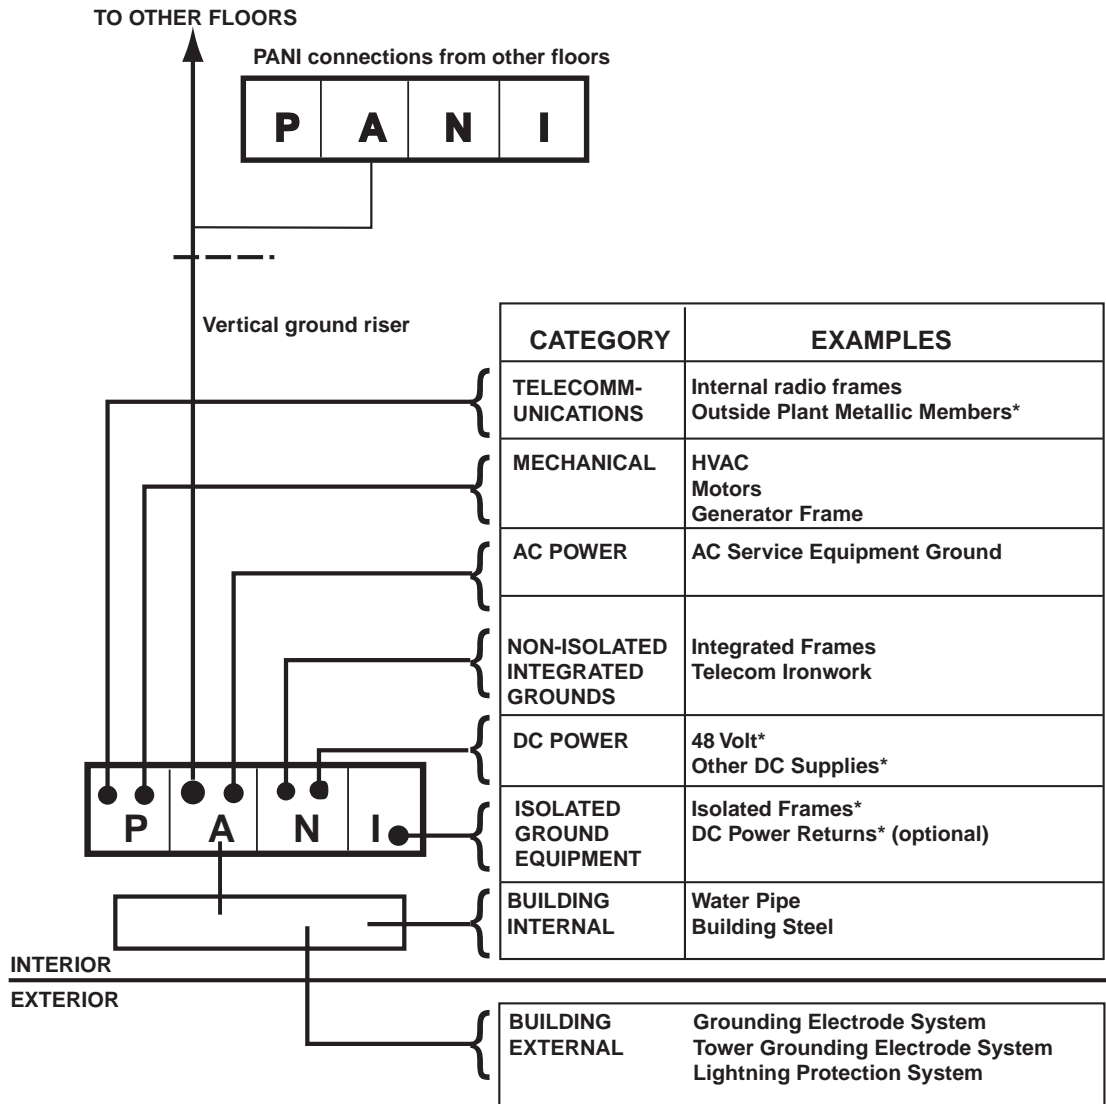 TO OTHER FLOORS
PANI connections from other floors
P A N I
Vertical ground riser
CATEGORY EXAMPLES
TELECOMM- Internal radio frames
UNICATIONS Outside Plant Metallic Members*
MECHANICAL HVAC
Motors
Generator Frame
AC POWER AC Service Equipment Ground
NON-ISOLATED Integrated Frames
INTEGRATED Telecom Ironwork
GROUNDS
DC POWER 48 Volt*
Other DC Supplies*
ISOLATED Isolated Frames*
GROUND DC Power Returns* (optional)
EQUIPMENT
P A N I
BUILDING Water Pipe
INTERNAL Building Steel
INTERIOR
EXTERIOR
BUILDING Grounding Electrode System
EXTERNAL Tower Grounding Electrode System
Lightning Protection System